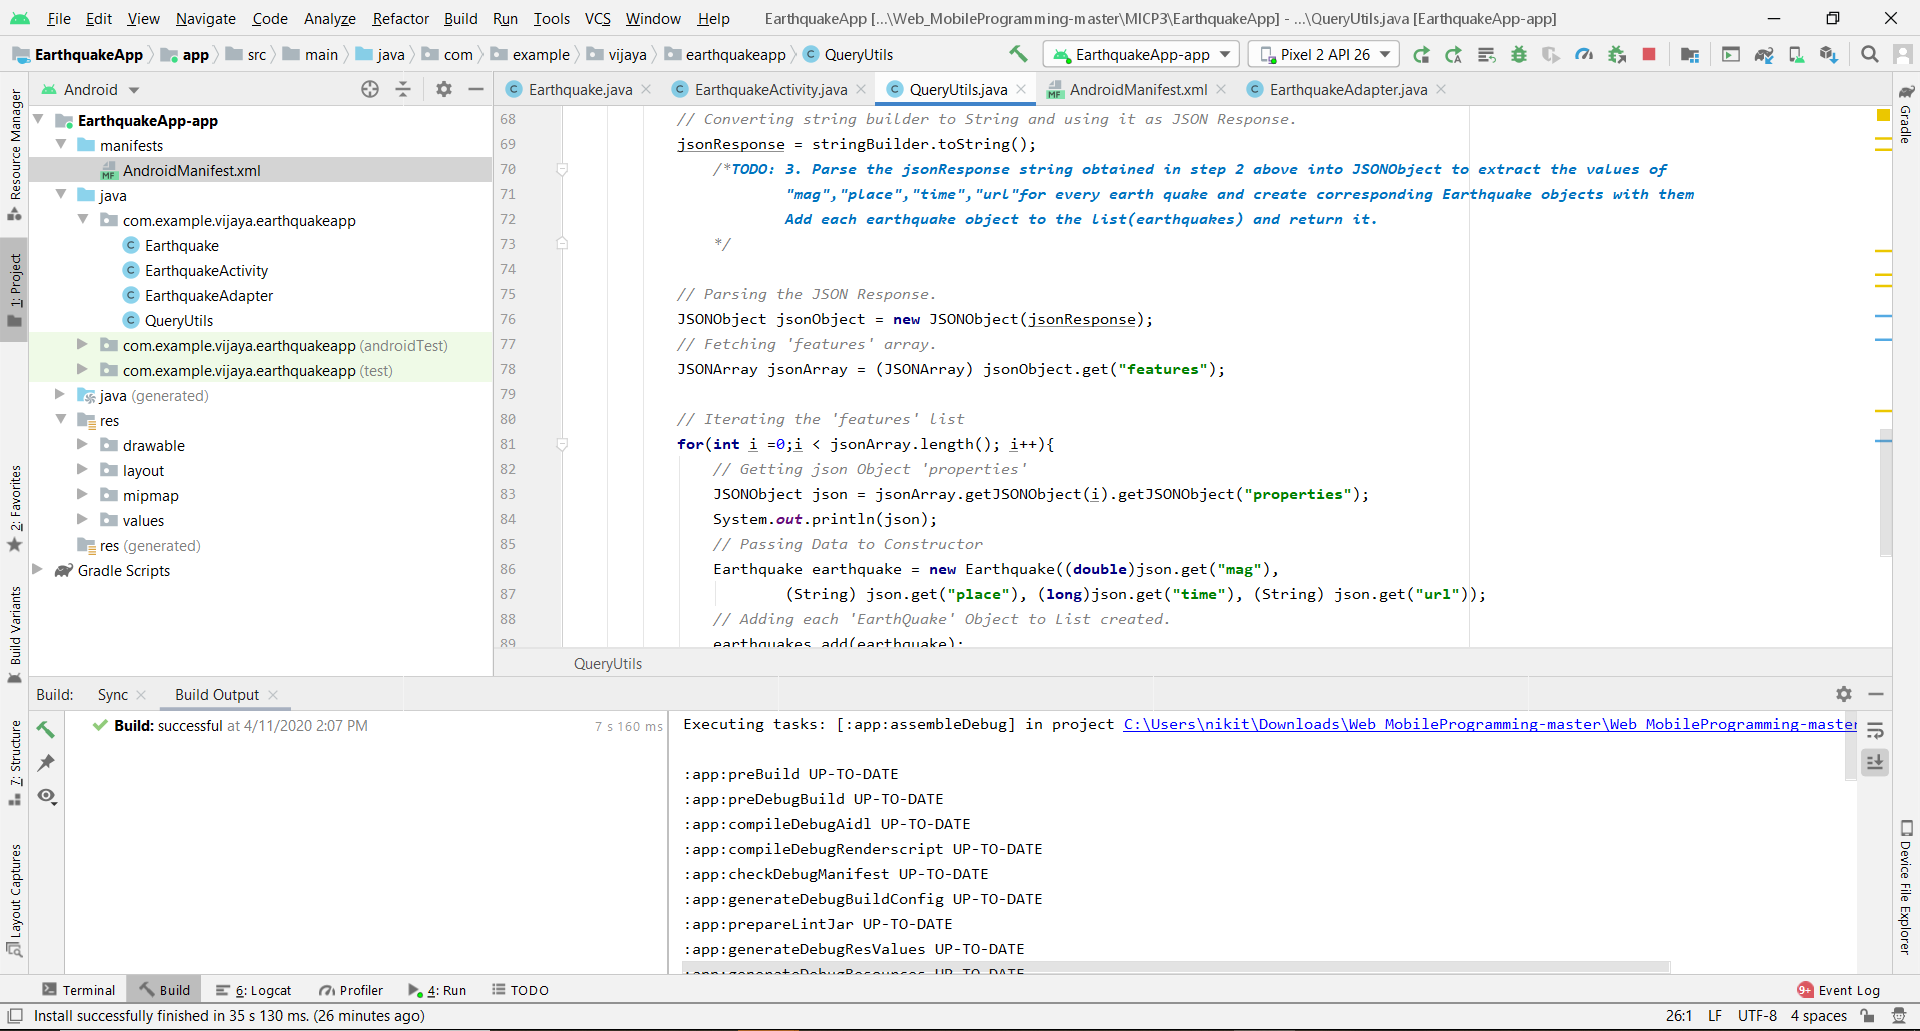 File Edit View Navigate Code Analyze Refactor Build Run Tools VCS Window Help EarthquakeApp [...\Web_MobileProgramming-master\MICP3\EarthquakeApp] - ...\QueryUtils.java [EarthquakeApp-app]
EarthquakeApp app src main java com example vijaya earthquakeapp QueryUtils EarthquakeApp-app Pixel 2 API 26
Android
Earthquake.java EarthquakeActivity.java QueryUtils.java AndroidManifest.xml EarthquakeAdapter.java
Resource Manager
1: Project
2: Favorites
Build Variants
7: Structure
Layout Captures
EarthquakeApp-app
manifests
AndroidManifest.xml
java
com.example.vijaya.earthquakeapp
Earthquake
EarthquakeActivity
EarthquakeAdapter
QueryUtils
com.example.vijaya.earthquakeapp (androidTest)
com.example.vijaya.earthquakeapp (test)
java (generated)
res
drawable
layout
mipmap
values
res (generated)
Gradle Scripts
68 // Converting string builder to String and using it as JSON Response.
69 jsonResponse = stringBuilder.toString();
70 /*TODO: 3. Parse the jsonResponse string obtained in step 2 above into JSONObject to extract the values of
71 "mag","place","time","url"for every earth quake and create corresponding Earthquake objects with them
72 Add each earthquake object to the list(earthquakes) and return it.
73 */
74
75 // Parsing the JSON Response.
76 JSONObject jsonObject = new JSONObject(jsonResponse);
77 // Fetching 'features' array.
78 JSONArray jsonArray = (JSONArray) jsonObject.get("features");
79
80 // Iterating the 'features' list
81 for(int i =0;i < jsonArray.length(); i++){
82 // Getting json Object 'properties'
83 JSONObject json = jsonArray.getJSONObject(i).getJSONObject("properties");
84 System.out.println(json);
85 // Passing Data to Constructor
86 Earthquake earthquake = new Earthquake((double)json.get("mag"),
87 (String) json.get("place"), (long)json.get("time"), (String) json.get("url"));
88 // Adding each 'EarthQuake' Object to List created.
89 earthquakes.add(earthquake);
QueryUtils
Gradle
Device File Explorer
Build: Sync Build Output
Build: successful at 4/11/2020 2:07 PM 7 s 160 ms
Executing tasks: [:app:assembleDebug] in project C:\Users\nikit\Downloads\Web_MobileProgramming-master\Web_MobileProgramming-master
:app:preBuild UP-TO-DATE
:app:preDebugBuild UP-TO-DATE
:app:compileDebugAidl UP-TO-DATE
:app:compileDebugRenderscript UP-TO-DATE
:app:checkDebugManifest UP-TO-DATE
:app:generateDebugBuildConfig UP-TO-DATE
:app:prepareLintJar UP-TO-DATE
:app:generateDebugResValues UP-TO-DATE
:app:generateDebugResources UP-TO-DATE
Terminal Build 6: Logcat Profiler 4: Run TODO 9+ Event Log
Install successfully finished in 35 s 130 ms. (26 minutes ago) 26:1 LF UTF-8 4 spaces